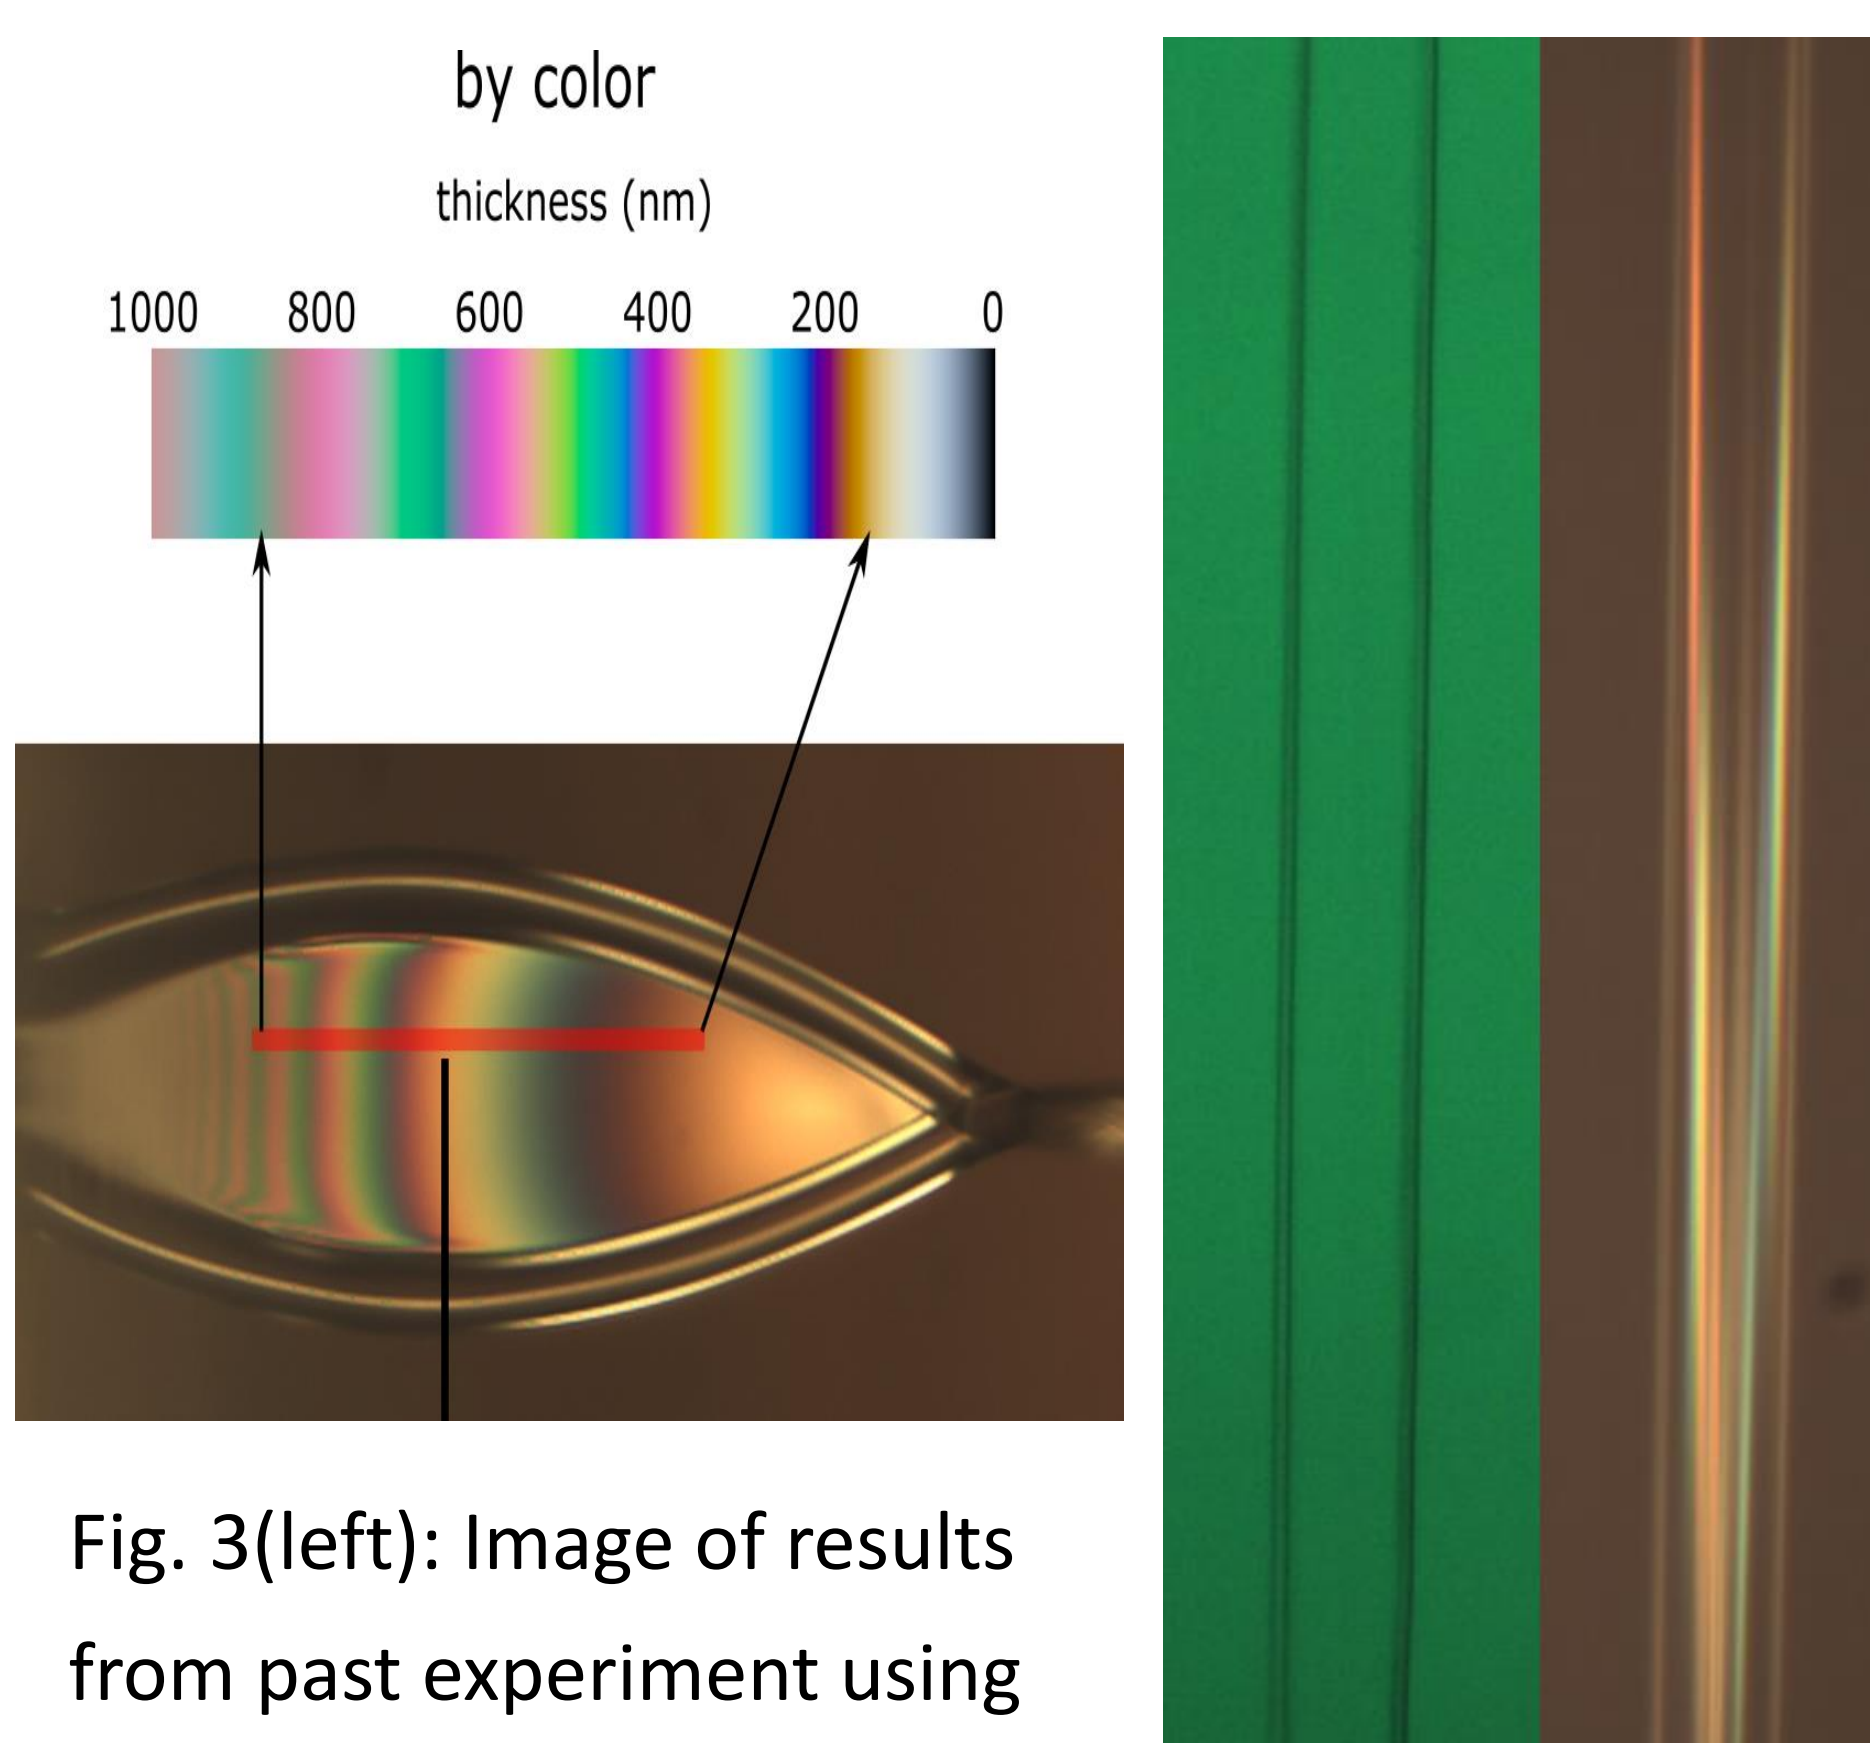 by color
thickness (nm)
1000 800 600 400 200 0
Fig. 3(left): Image of results
from past experiment using